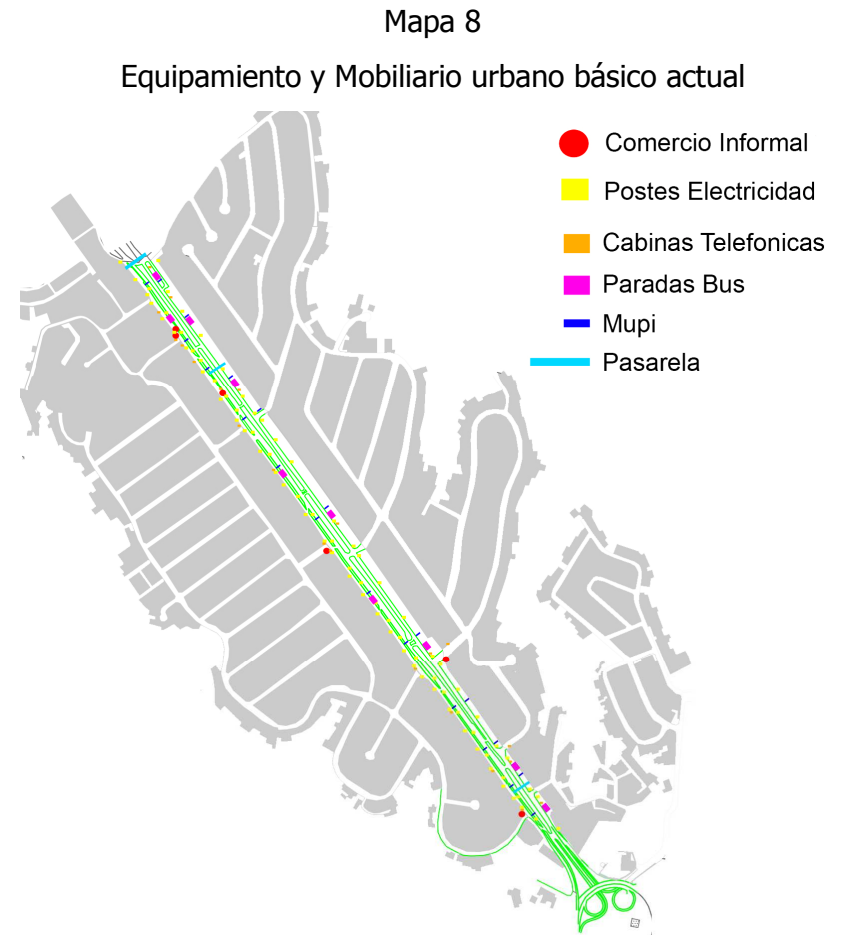 Mapa 8
Equipamiento y Mobiliario urbano básico actual
Comercio Informal
Postes Electricidad
Cabinas Telefonicas
Paradas Bus
Mupi
Pasarela